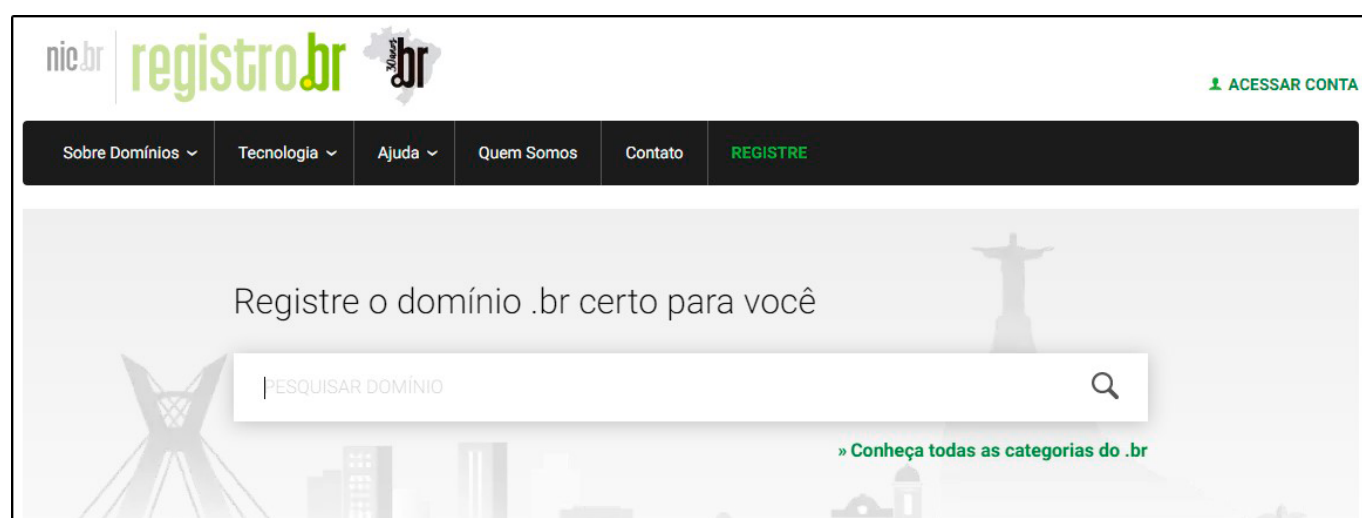 nic.br registro.br 30anos .br
ACESSAR CONTA
Sobre Domínios Tecnologia Ajuda Quem Somos Contato REGISTRE
Registre o domínio .br certo para você
PESQUISAR DOMÍNIO
» Conheça todas as categorias do .br